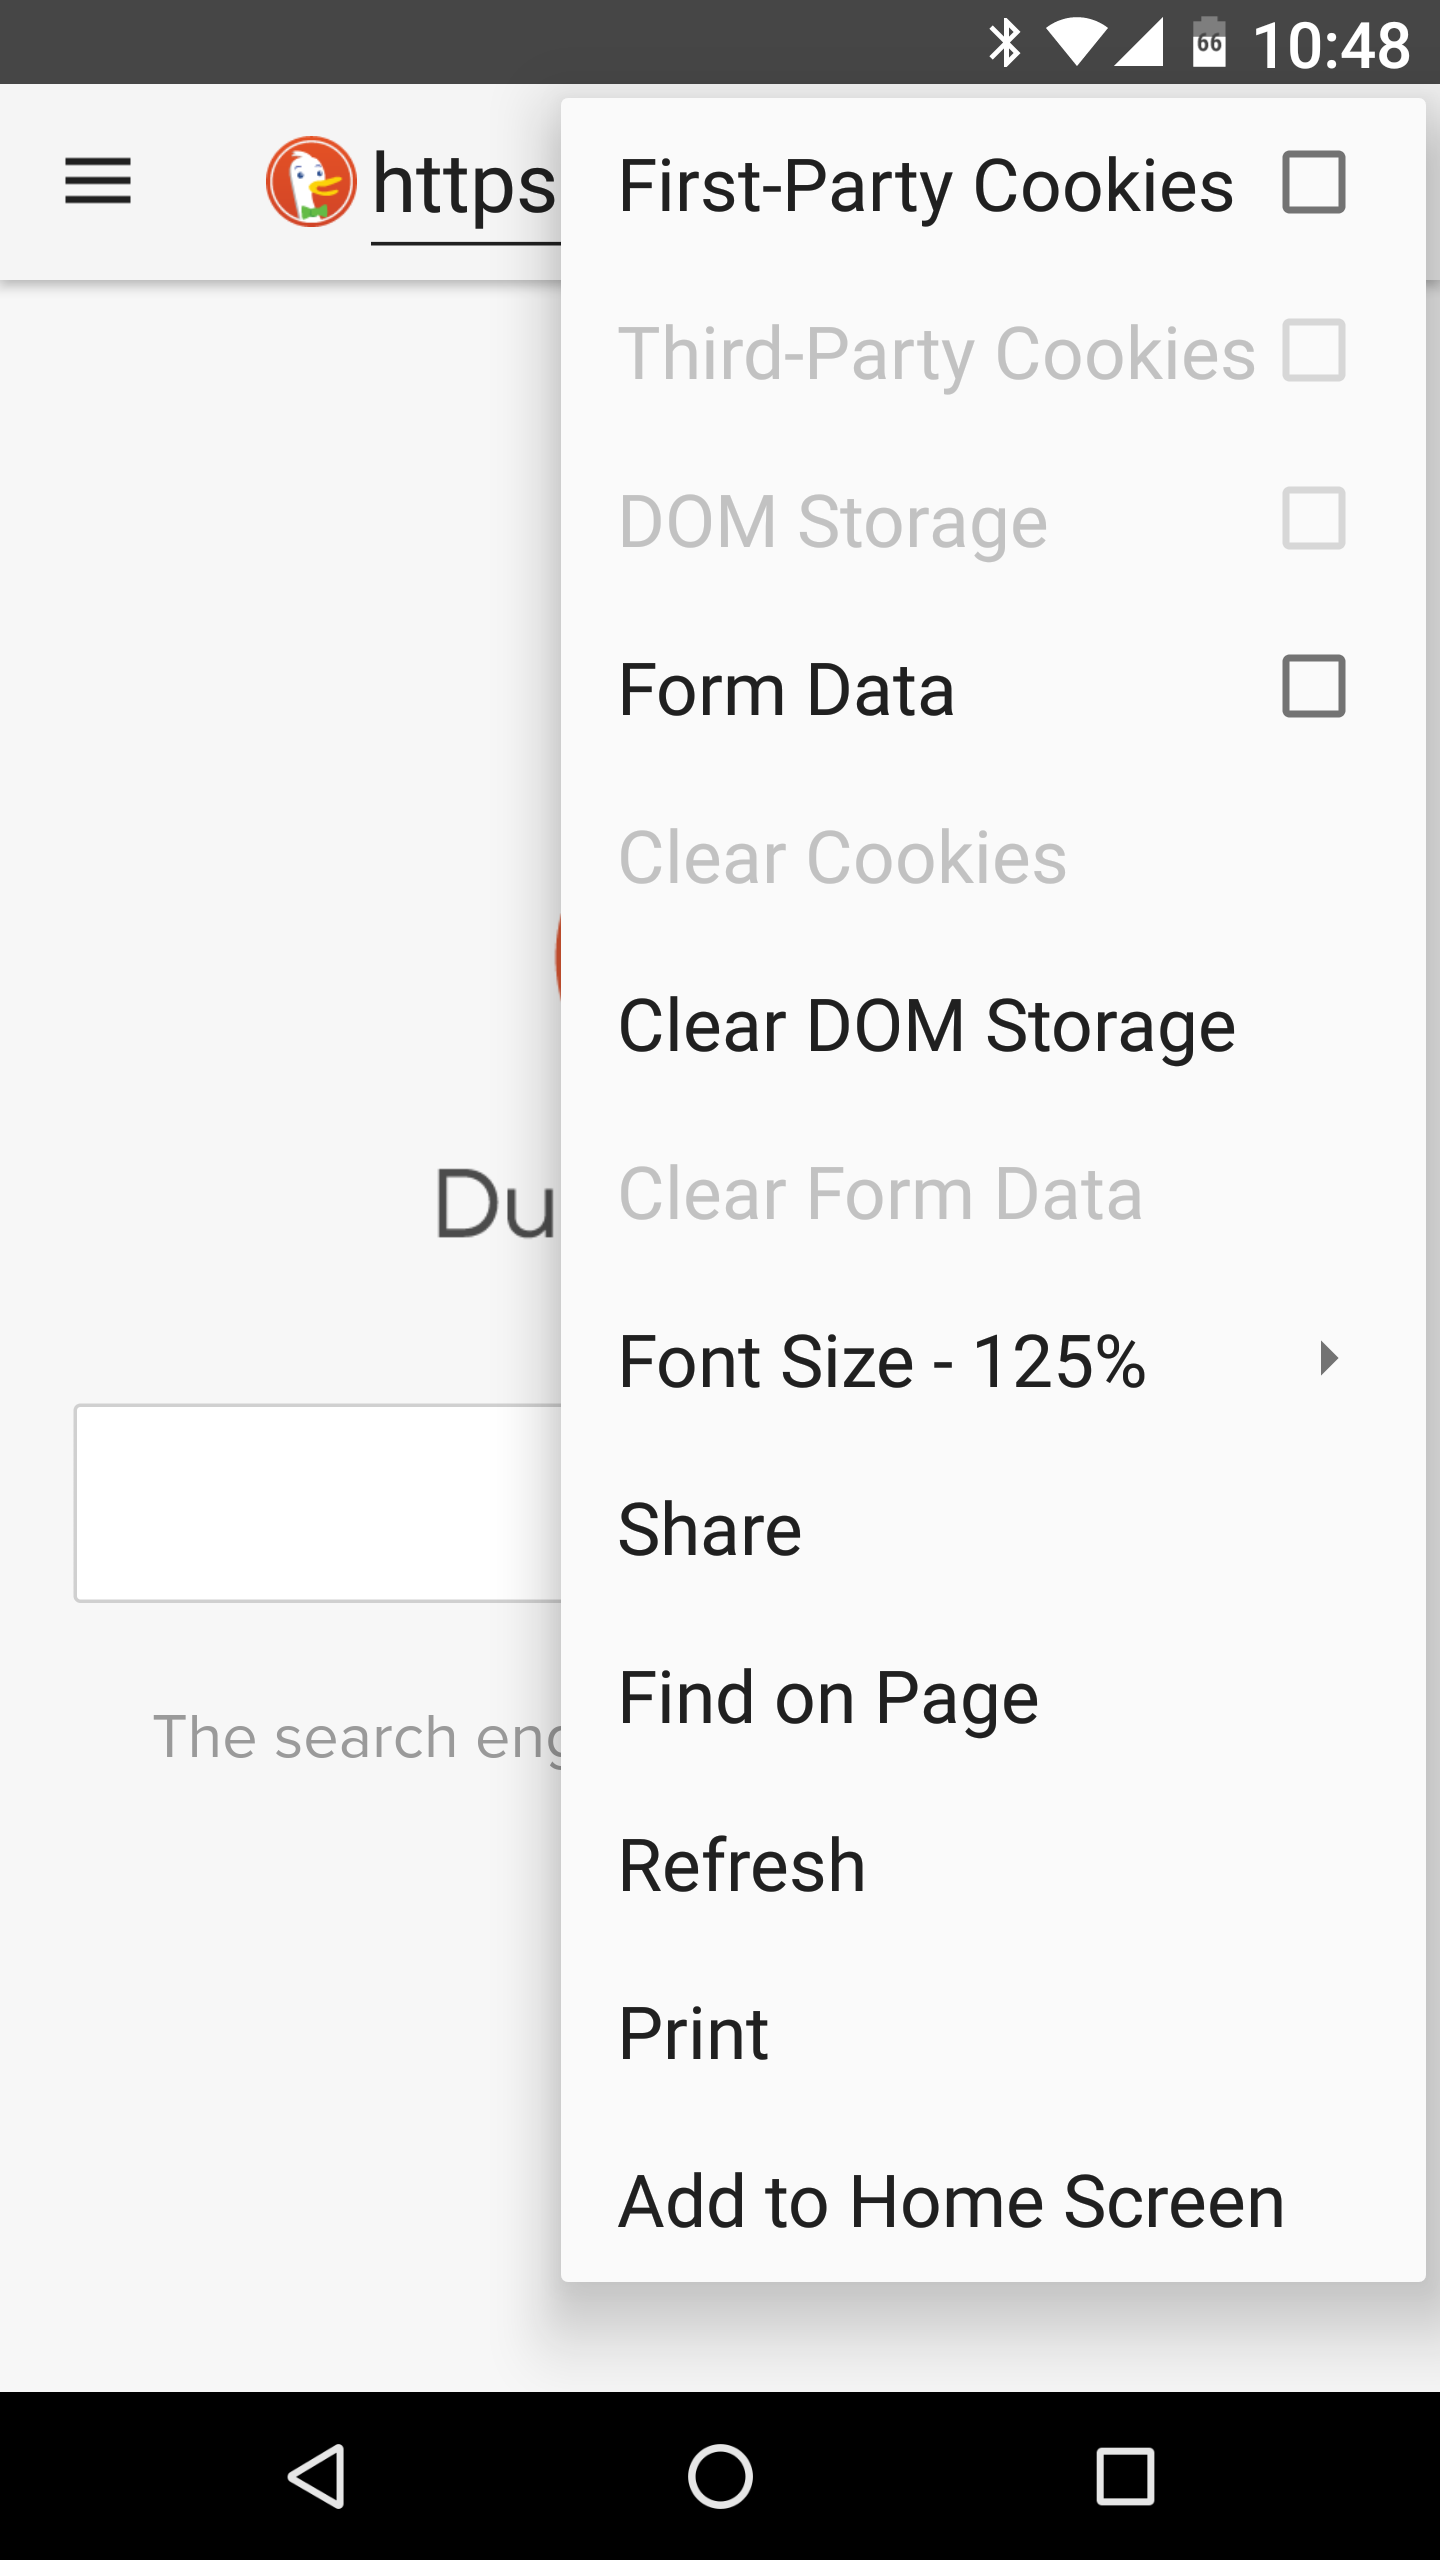 66 10:48
https
First-Party Cookies
Third-Party Cookies
DOM Storage
Form Data
Clear Cookies
Clear DOM Storage
Du
Clear Form Data
Font Size - 125%
Share
Find on Page
The search eng
Refresh
Print
Add to Home Screen